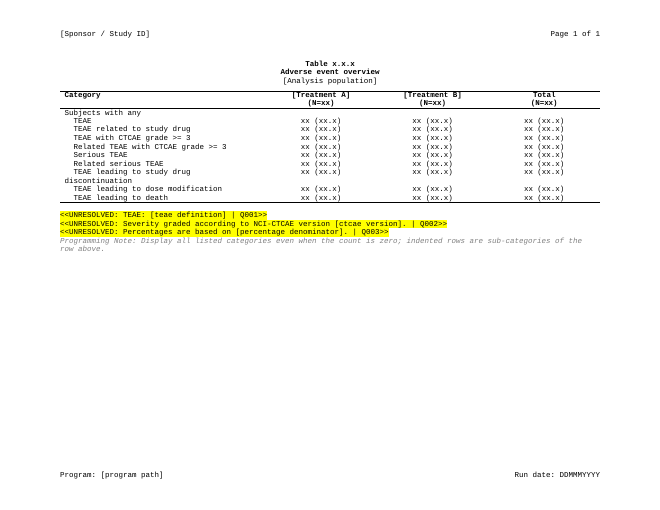 [Sponsor / Study ID] Page 1 of 1
Table x.x.x
Adverse event overview
[Analysis population]
Category [Treatment A] [Treatment B] Total
(N=xx) (N=xx) (N=xx)
Subjects with any
TEAE xx (xx.x) xx (xx.x) xx (xx.x)
TEAE related to study drug xx (xx.x) xx (xx.x) xx (xx.x)
TEAE with CTCAE grade >= 3 xx (xx.x) xx (xx.x) xx (xx.x)
Related TEAE with CTCAE grade >= 3 xx (xx.x) xx (xx.x) xx (xx.x)
Serious TEAE xx (xx.x) xx (xx.x) xx (xx.x)
Related serious TEAE xx (xx.x) xx (xx.x) xx (xx.x)
TEAE leading to study drug xx (xx.x) xx (xx.x) xx (xx.x)
discontinuation
TEAE leading to dose modification xx (xx.x) xx (xx.x) xx (xx.x)
TEAE leading to death xx (xx.x) xx (xx.x) xx (xx.x)
<<UNRESOLVED: TEAE: [teae definition] | Q001>>
<<UNRESOLVED: Severity graded according to NCI-CTCAE version [ctcae version]. | Q002>>
<<UNRESOLVED: Percentages are based on [percentage denominator]. | Q003>>
Programming Note: Display all listed categories even when the count is zero; indented rows are sub-categories of the
row above.
Program: [program path] Run date: DDMMMYYYY